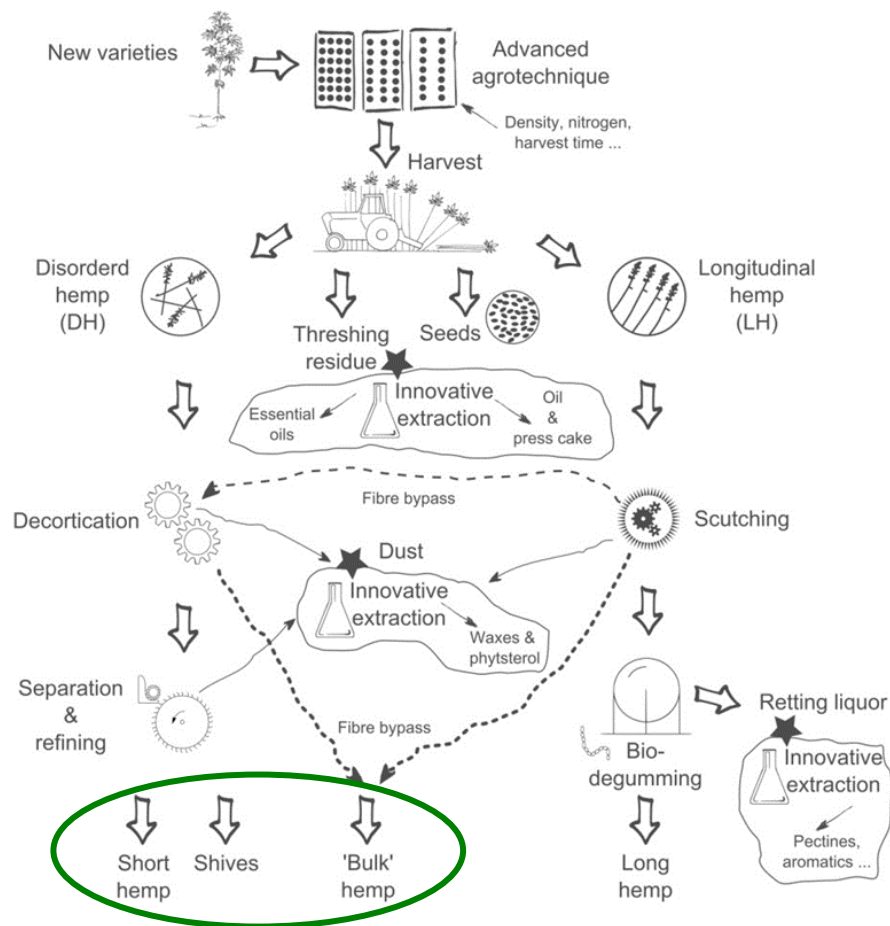 New varieties
Advanced
agrotechnique
Density, nitrogen,
harvest time ...
Harvest
Disorderd
hemp
(DH)
Longitudinal
hemp
(LH)
Threshing
residue
Seeds
Innovative
extraction
Essential
oils
Oil
&
press cake
Fibre bypass
Decortication
Scutching
Dust
Innovative
extraction
Waxes &
phytsterol
Separation
&
refining
Fibre bypass
Bio-
degumming
Retting liquor
Innovative
extraction
Pectines,
aromatics ...
Short
hemp
Shives
'Bulk'
hemp
Long
hemp